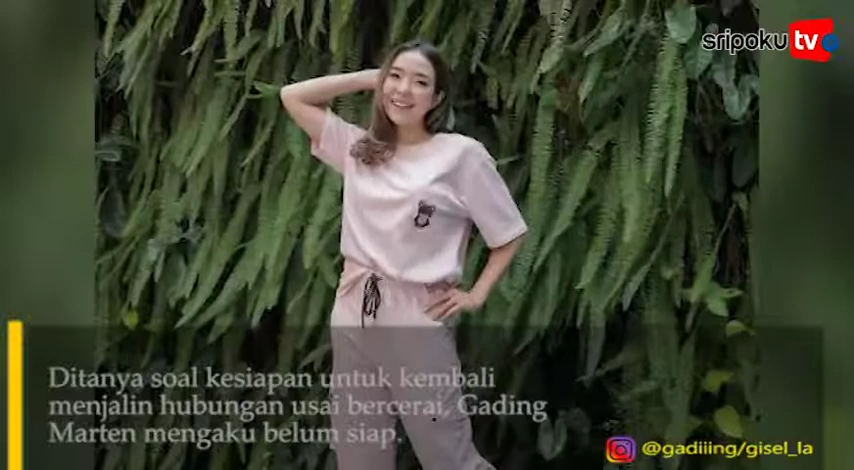 sripoku tv
Ditanya soal kesiapan untuk kembali
menjalin hubungan usai bercerai, Gading
Marten mengaku belum siap.
@gadiiing/gisel_la